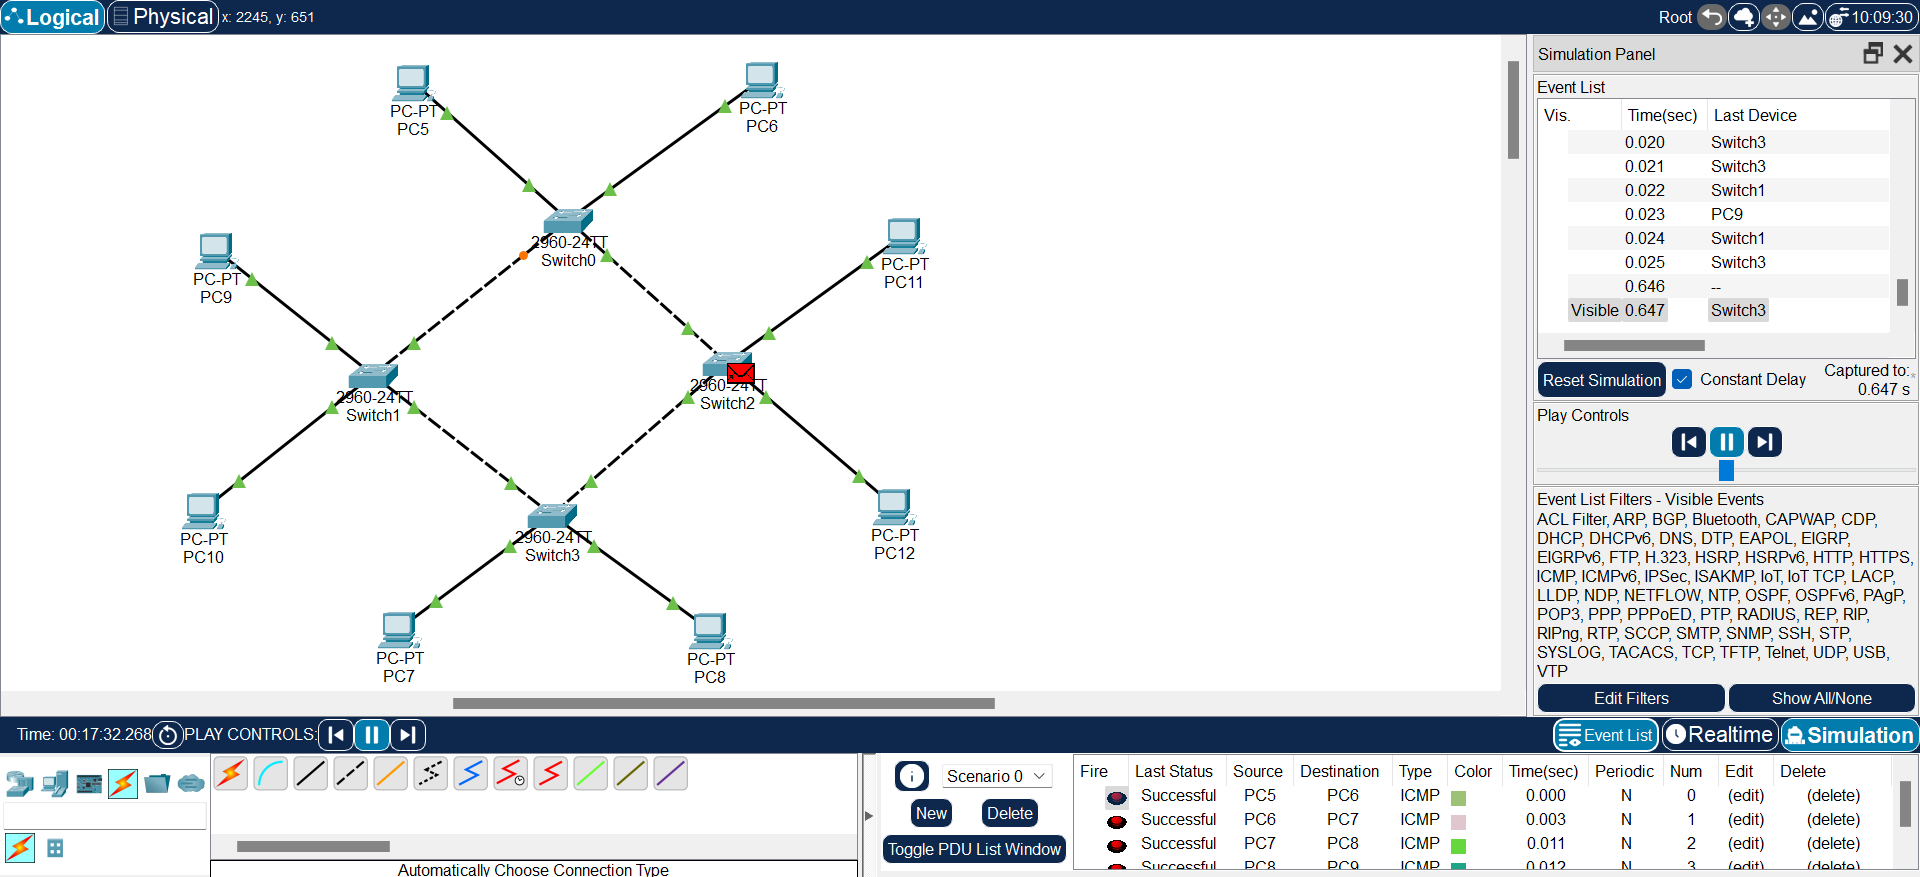 Logical Physical x: 2245, y: 651 Root 10:09:30
PC-PT
PC5
PC-PT
PC6
2960-24TT
Switch0
PC-PT
PC9
PC-PT
PC11
2960-24TT
Switch1
2960-24TT
Switch2
PC-PT
PC10
2960-24TT
Switch3
PC-PT
PC12
PC-PT
PC7
PC-PT
PC8
Simulation Panel
Event List
Vis. Time(sec) Last Device
0.020 Switch3
0.021 Switch3
0.022 Switch1
0.023 PC9
0.024 Switch1
0.025 Switch3
0.646 --
Visible 0.647 Switch3
Reset Simulation Constant Delay Captured to:*
0.647 s
Play Controls
Event List Filters - Visible Events
ACL Filter, ARP, BGP, Bluetooth, CAPWAP, CDP,
DHCP, DHCPv6, DNS, DTP, EAPOL, EIGRP,
EIGRPv6, FTP, H.323, HSRP, HSRPv6, HTTP, HTTPS,
ICMP, ICMPv6, IPSec, ISAKMP, IoT, IoT TCP, LACP,
LLDP, NDP, NETFLOW, NTP, OSPF, OSPFv6, PAgP,
POP3, PPP, PPPoED, PTP, RADIUS, REP, RIP,
RIPng, RTP, SCCP, SMTP, SNMP, SSH, STP,
SYSLOG, TACACS, TCP, TFTP, Telnet, UDP, USB,
VTP
Edit Filters Show All/None
Time: 00:17:32.268 PLAY CONTROLS: Event List Realtime Simulation
Automatically Choose Connection Type
Scenario 0
New Delete
Toggle PDU List Window
Fire Last Status Source Destination Type Color Time(sec) Periodic Num Edit Delete
Successful PC5 PC6 ICMP 0.000 N 0 (edit) (delete)
Successful PC6 PC7 ICMP 0.003 N 1 (edit) (delete)
Successful PC7 PC8 ICMP 0.011 N 2 (edit) (delete)
Successful PC8 PC9 ICMP 0.012 N 3 (edit) (delete)